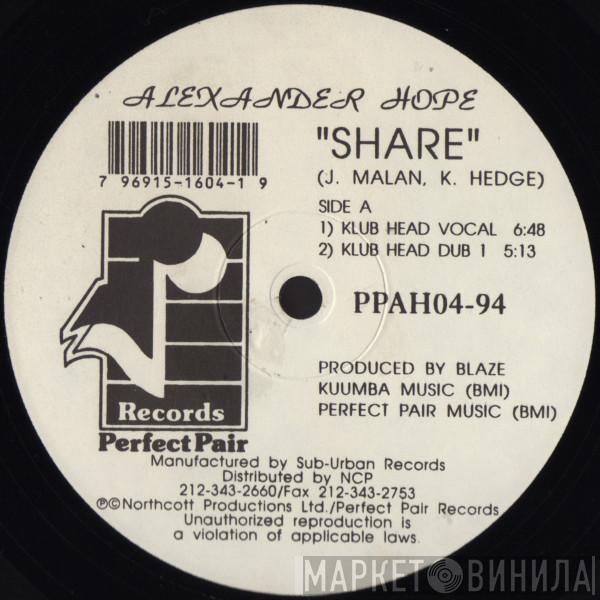 ALEXANDER HOPE
7 96915-1604-1 9
"SHARE"
(J. MALAN, K. HEDGE)
SIDE A
1) KLUB HEAD VOCAL 6:48
2) KLUB HEAD DUB 1 5:13
PPAH04-94
PRODUCED BY BLAZE
KUUMBA MUSIC (BMI)
PERFECT PAIR MUSIC (BMI)
Records
Perfect Pair
Manufactured by Sub-Urban Records
Distributed by NCP
212-343-2660/Fax 212-343-2753
ⓅⒸNorthcott Productions Ltd./Perfect Pair Records
Unauthorized reproduction is
a violation of applicable laws.
МАРКЕТ ВИНИЛА